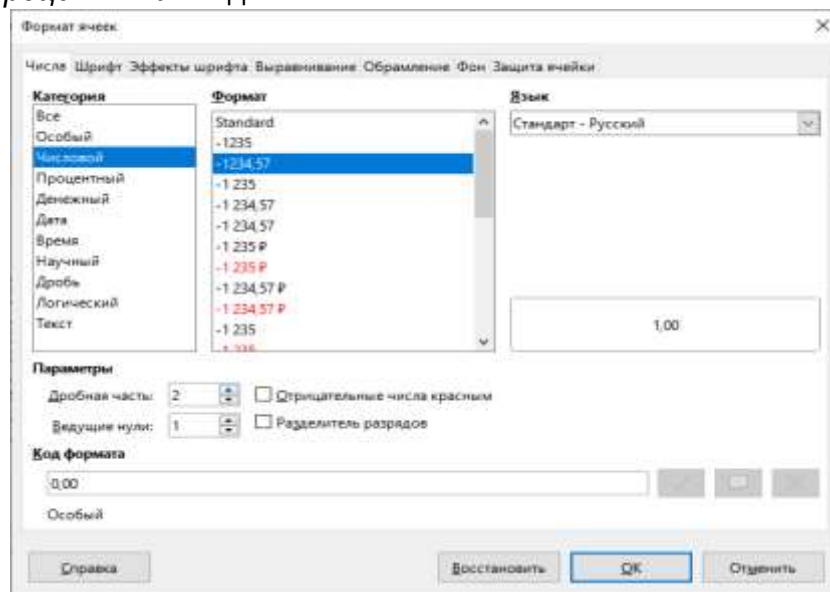 Формат ячеек
Числа Шрифт Эффекты шрифта Выравнивание Обрамление Фон Защита ячейки
Категория Формат Язык
Все Standard Стандарт - Русский
Особый -1235
Числовой -1234,57
Процентный -1 235
Денежный -1 234,57
Дата -1 234,57
Время -1 235 ₽
Научный -1 235 ₽
Дробь -1 234,57 ₽
Логический -1 234,57 ₽
Текст -1 235 1,00
-1 235
Параметры
Дробная часть: 2 Отрицательные числа красным
Ведущие нули: 1 Разделитель разрядов
Код формата
0,00
Особый
Справка Восстановить ОК Отменить